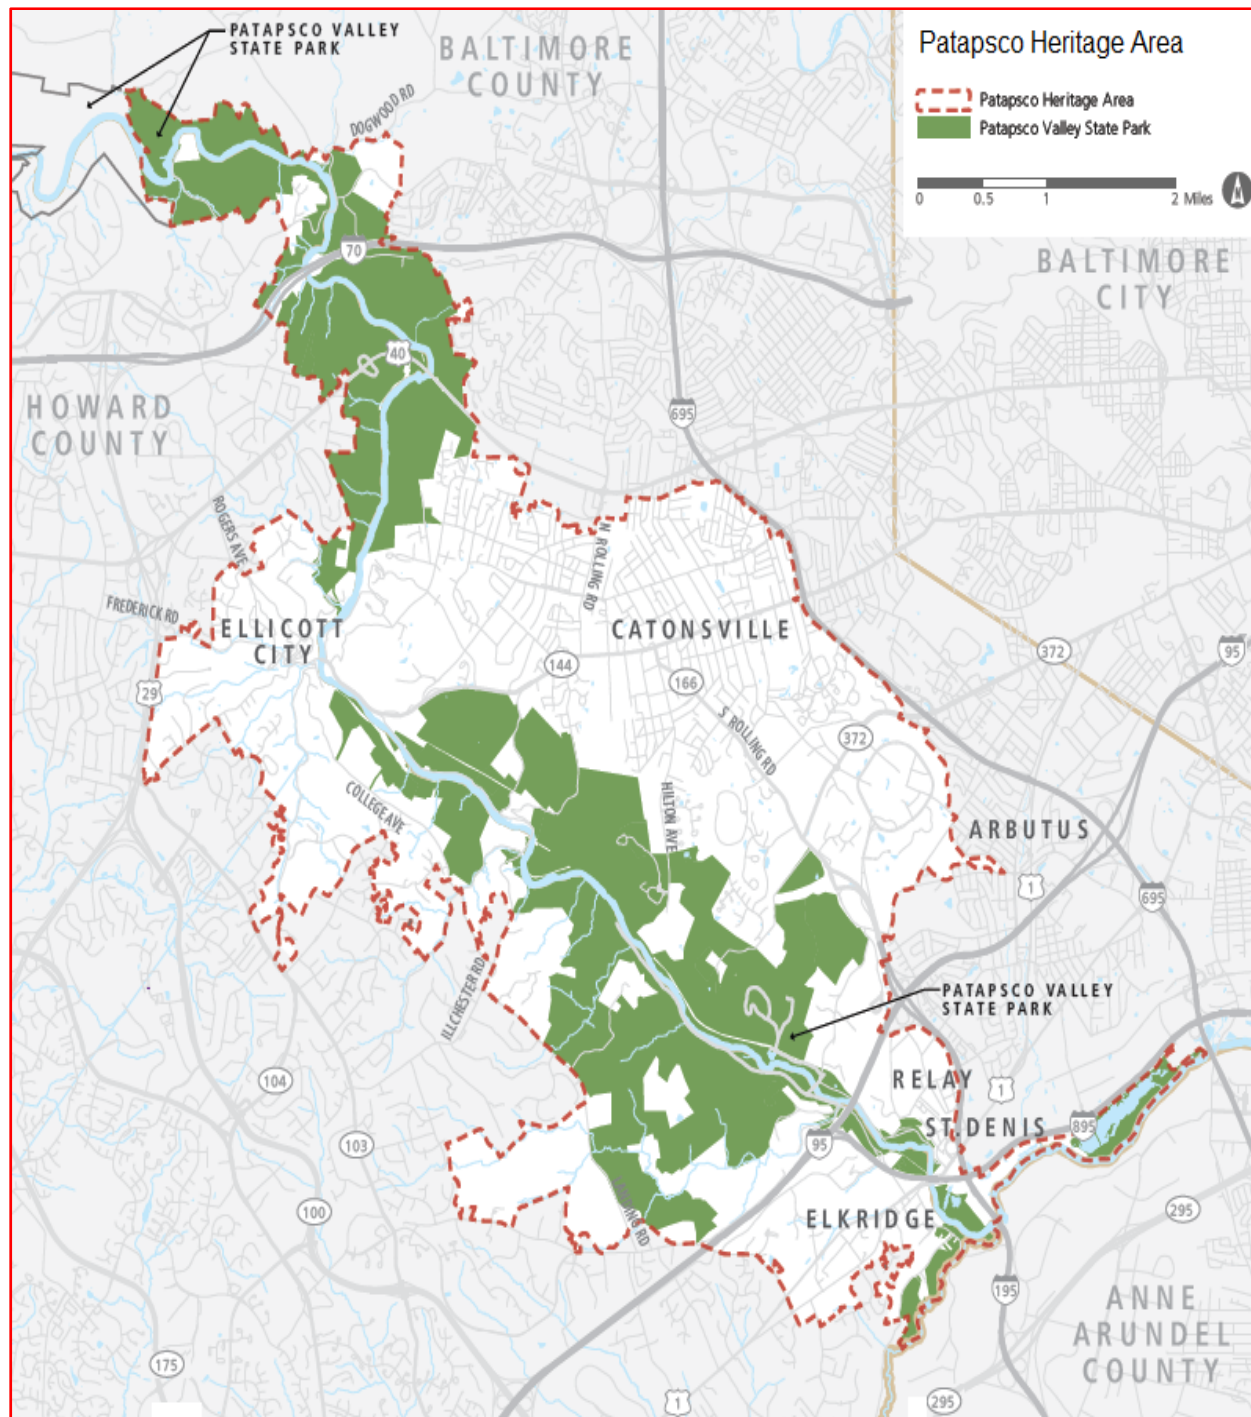 PATAPSCO VALLEY
STATE PARK
BALTIMORE
COUNTY
DOGWOOD RD
Patapsco Heritage Area
Patapsco Heritage Area
Patapsco Valley State Park
0 0.5 1 2 Miles
70
BALTIMORE
CITY
40
HOWARD
COUNTY
695
ROGERS AVE
N ROLLING RD
FREDERICK RD
ELLICOTT
CITY
CATONSVILLE
144
166
372
95
29
S ROLLING RD
372
COLLEGE AVE
HILTON AVE
ARBUTUS
1
695
ILLCHESTER RD
PATAPSCO VALLEY
STATE PARK
104
RELAY
1
ST. DENIS
895
103
95
LANDING RD
100
ELKRIDGE
295
195
ANNE
ARUNDEL
COUNTY
175
1
295